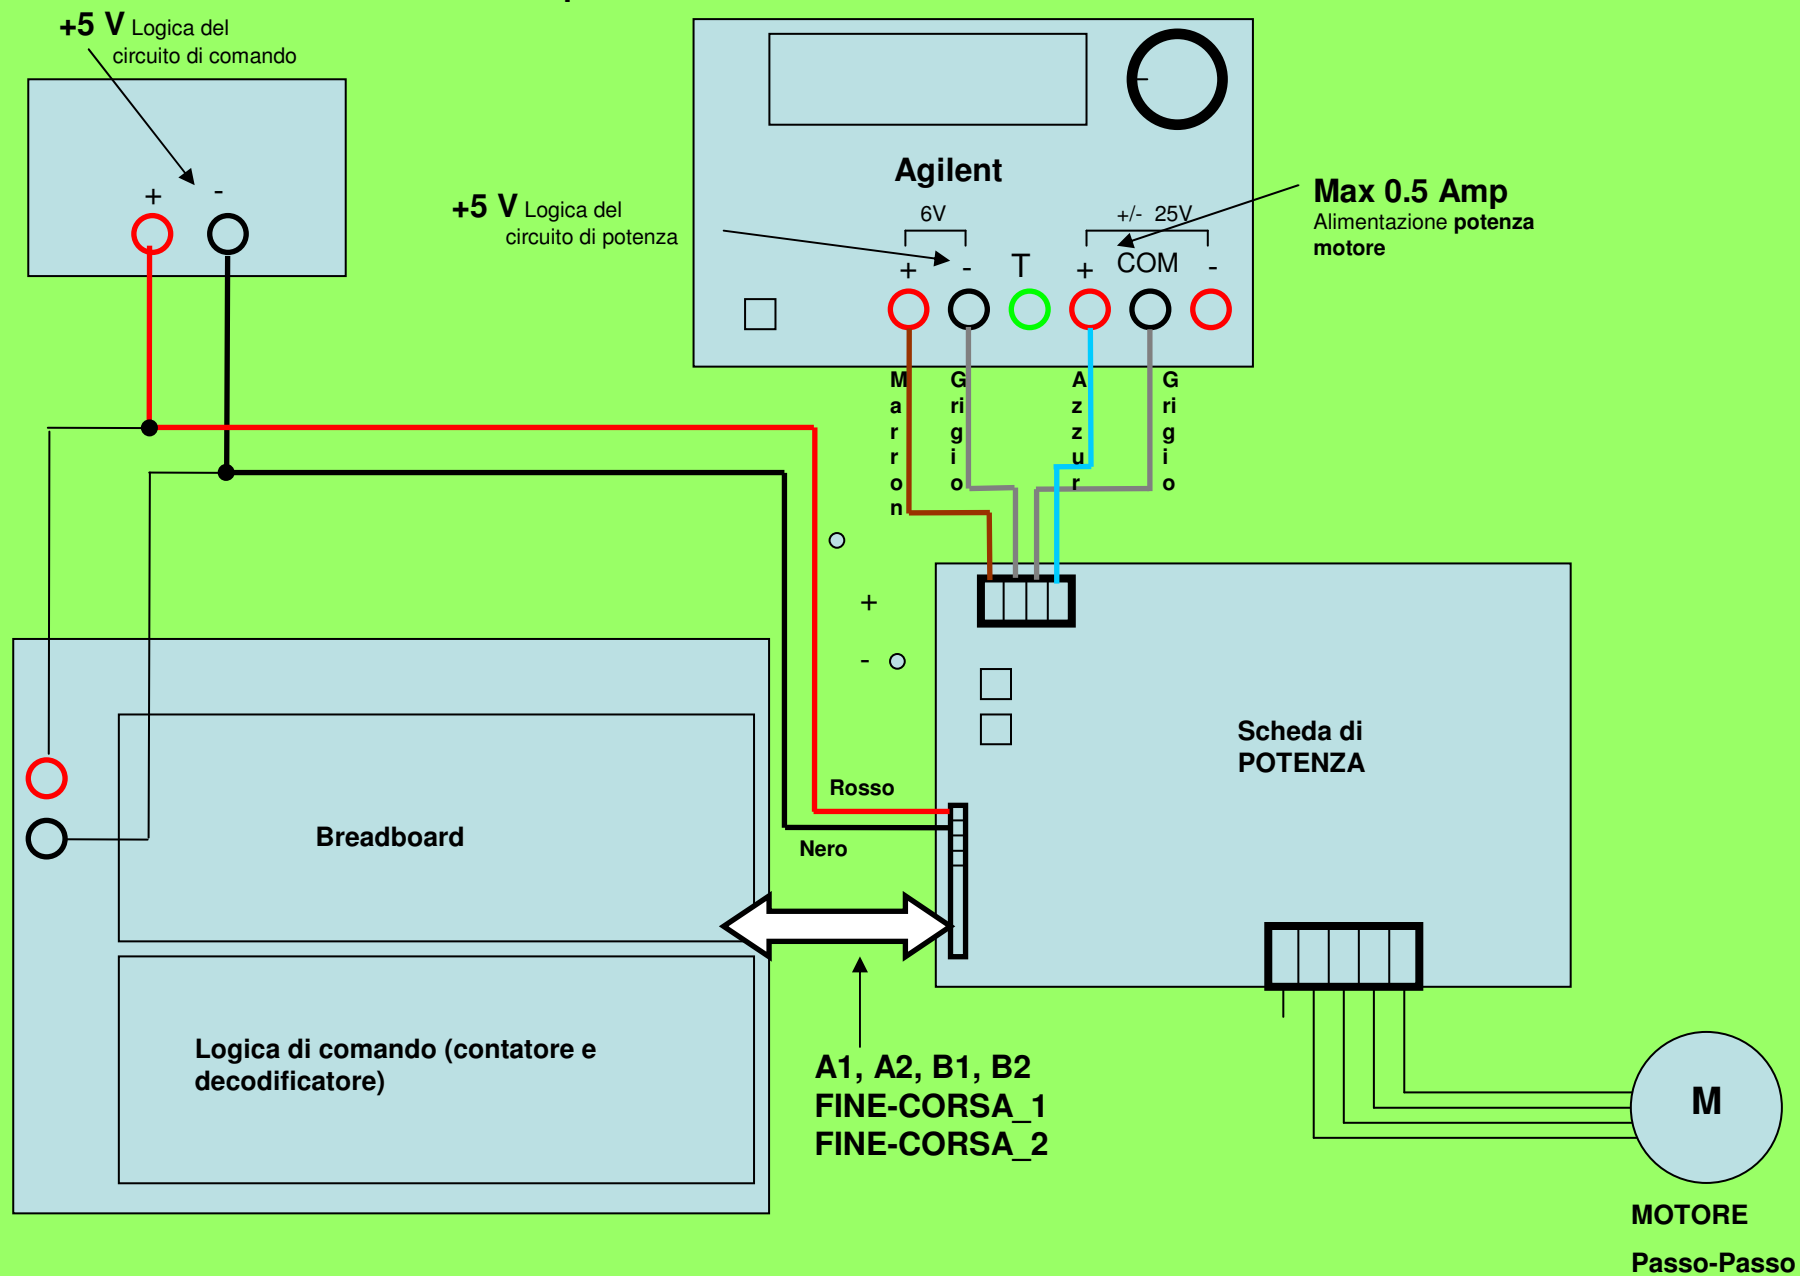 +5 V Logica del
circuito di comando
+ -
Agilent
+5 V Logica del
circuito di potenza
6V
+/- 25V
+ - T + COM -
Max 0.5 Amp
Alimentazione potenza
motore
Marron
Grigio
Azzur
Grigio
+
-
Scheda di
POTENZA
Rosso
Nero
Breadboard
Logica di comando (contatore e
decodificatore)
A1, A2, B1, B2
FINE-CORSA_1
FINE-CORSA_2
M
MOTORE
Passo-Passo